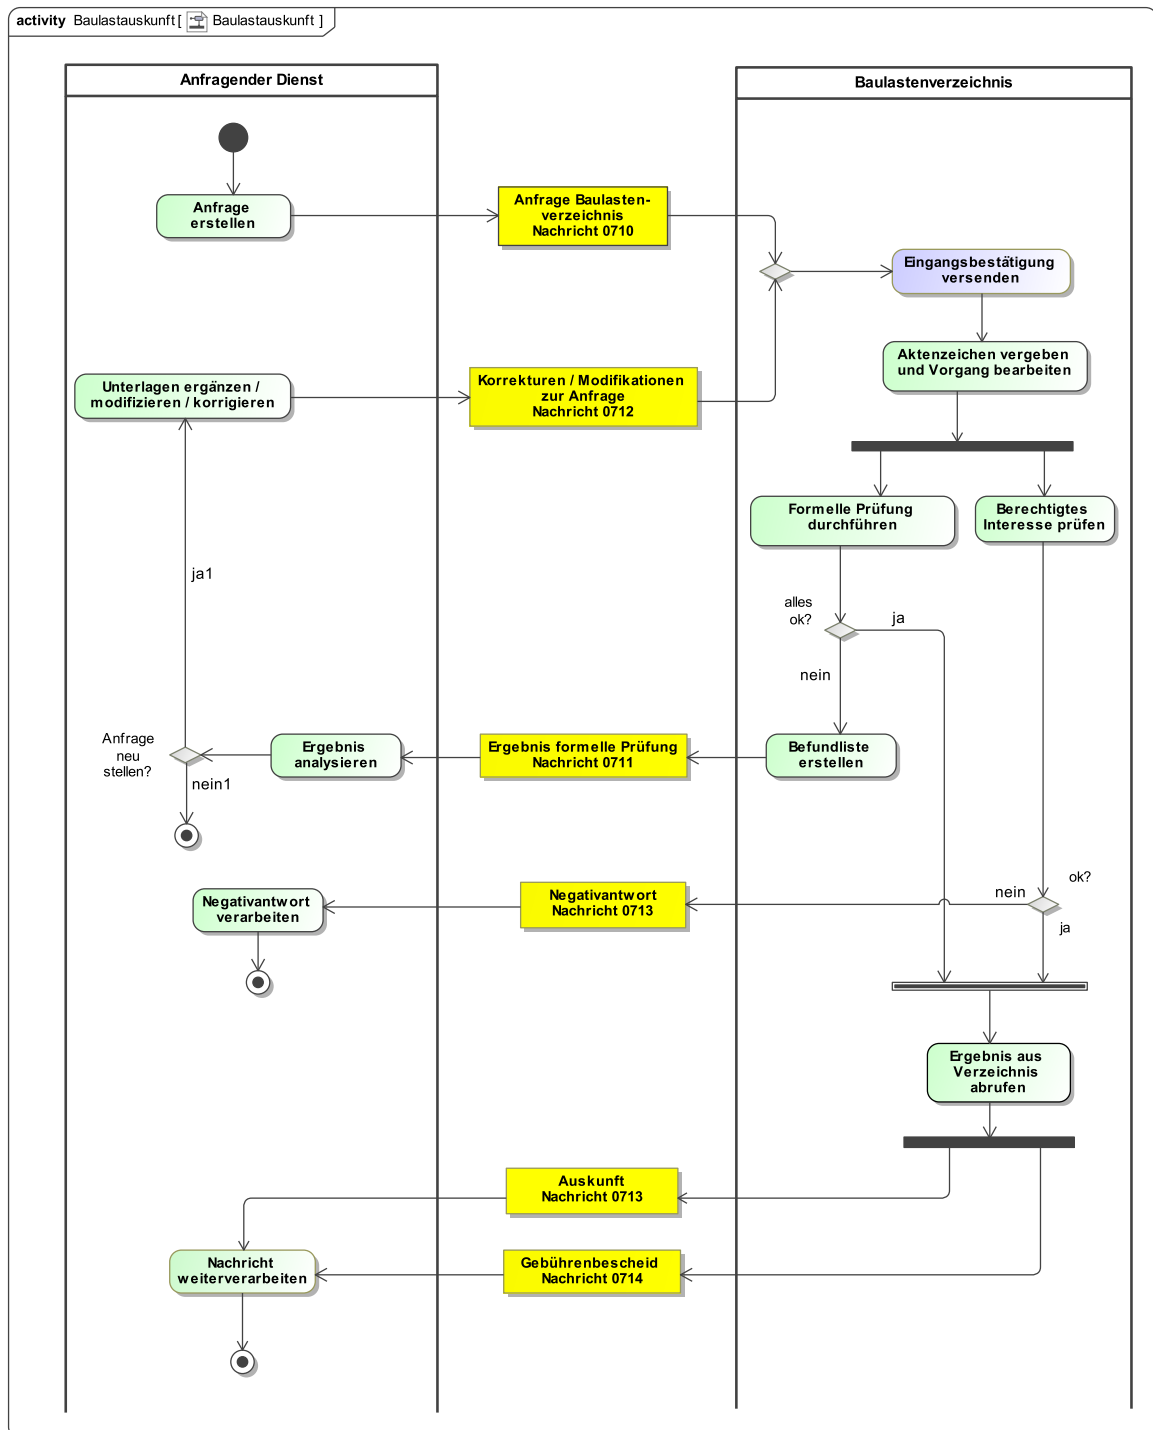 activity Baulastauskunft [ Baulastauskunft ]
Anfragender Dienst
Baulastenverzeichnis
Anfrage
erstellen
Anfrage Baulasten-
verzeichnis
Nachricht 0710
Eingangsbestätigung
versenden
Aktenzeichen vergeben
und Vorgang bearbeiten
Unterlagen ergänzen /
modifizieren / korrigieren
Korrekturen / Modifikationen
zur Anfrage
Nachricht 0712
Formelle Prüfung
durchführen
Berechtigtes
Interesse prüfen
ja1
alles
ok?
ja
nein
Anfrage
neu
stellen?
nein1
Ergebnis
analysieren
Ergebnis formelle Prüfung
Nachricht 0711
Befundliste
erstellen
Negativantwort
verarbeiten
Negativantwort
Nachricht 0713
nein
ok?
ja
Ergebnis aus
Verzeichnis
abrufen
Auskunft
Nachricht 0713
Nachricht
weiterverarbeiten
Gebührenbescheid
Nachricht 0714